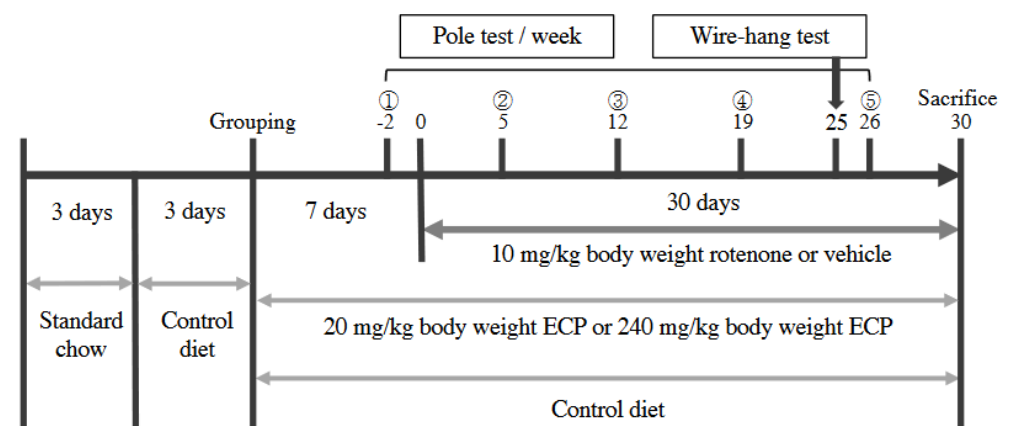 Pole test / week
Wire-hang test
① ② ③ ④ ⑤ Sacrifice
Grouping -2 0 5 12 19 25 26 30
3 days 3 days 7 days 30 days
10 mg/kg body weight rotenone or vehicle
Standard chow
Control diet
20 mg/kg body weight ECP or 240 mg/kg body weight ECP
Control diet